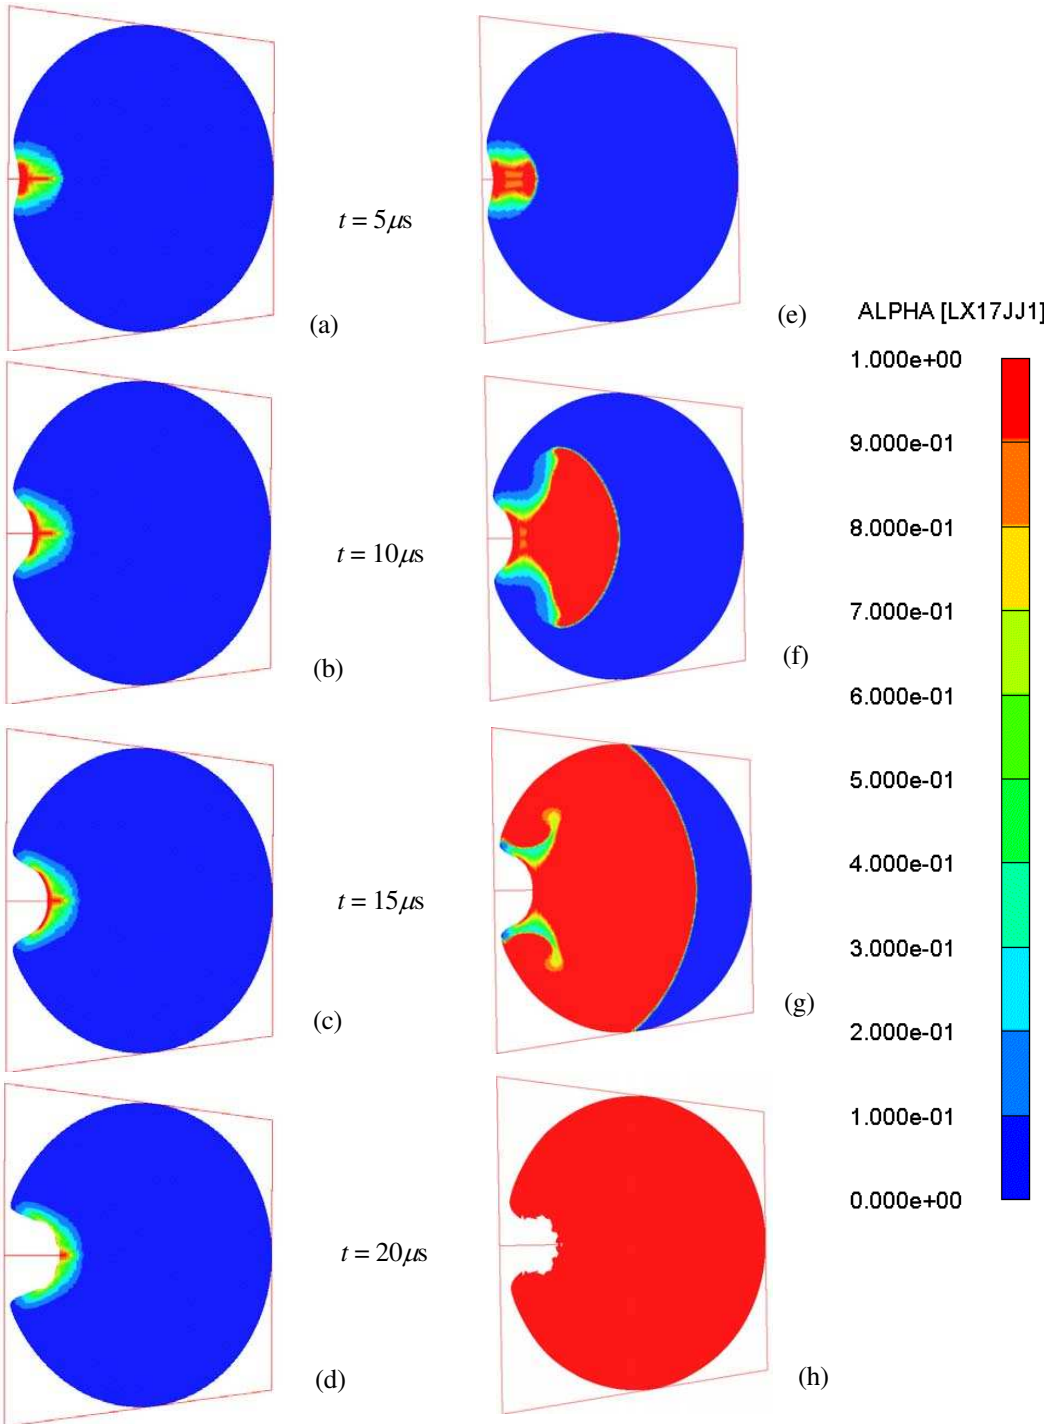 t = 5μs
(a)
(e)
ALPHA [LX17JJ1]
1.000e+00
9.000e-01
8.000e-01
7.000e-01
6.000e-01
5.000e-01
4.000e-01
3.000e-01
2.000e-01
1.000e-01
0.000e+00
t = 10μs
(b)
(f)
t = 15μs
(c)
(g)
t = 20μs
(d)
(h)